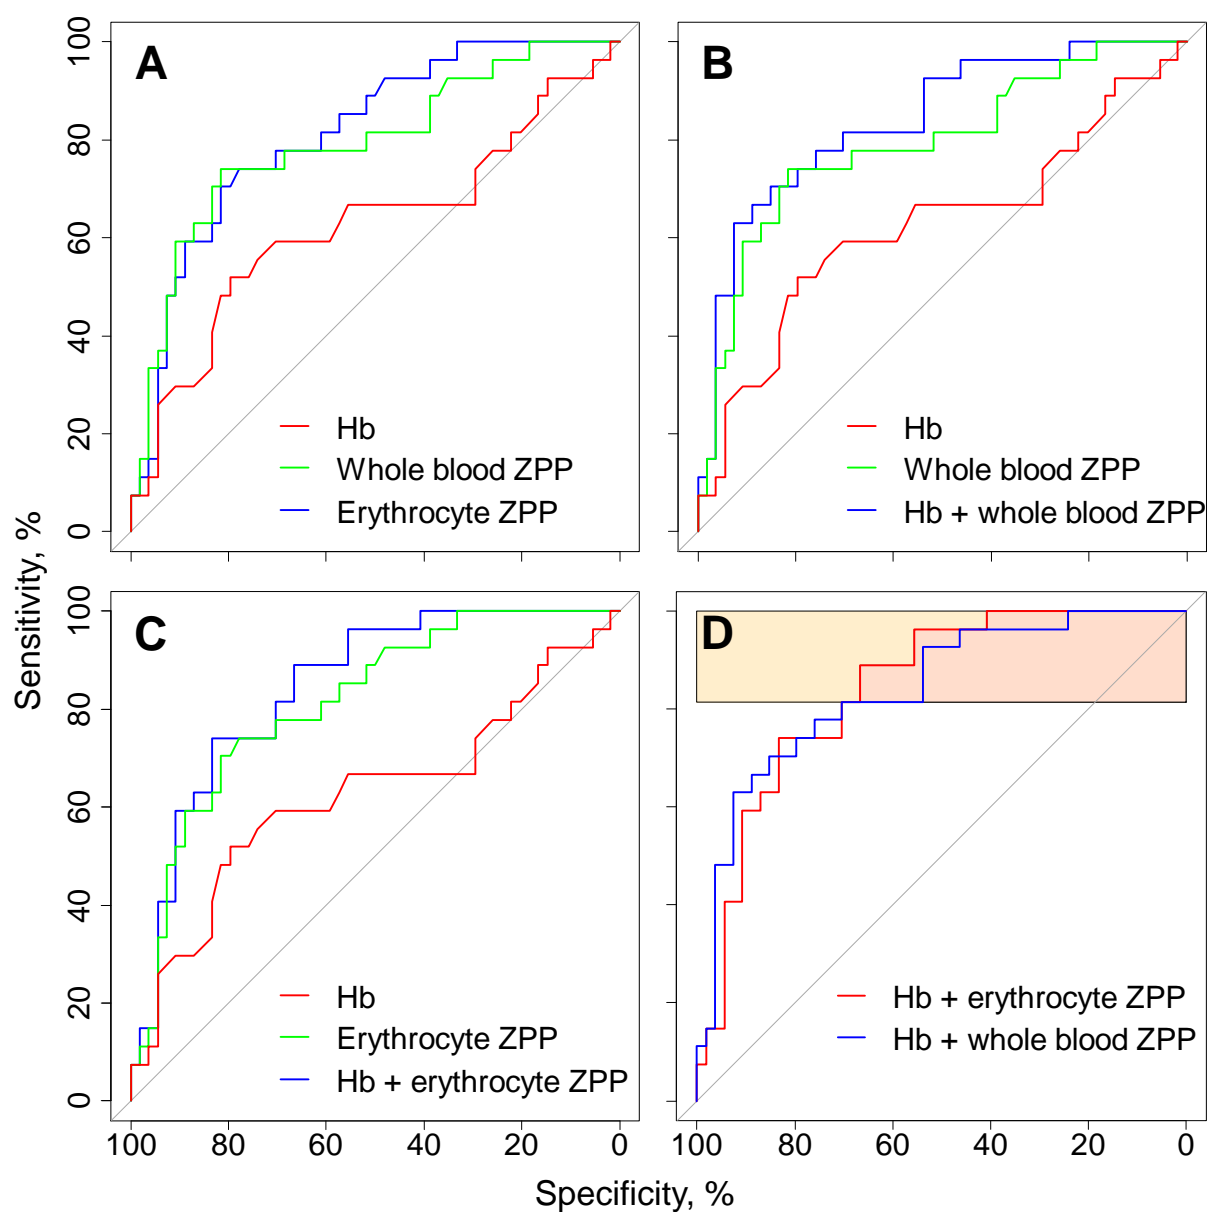 A
B
100
80
60
40
20
0
Hb
Whole blood ZPP
Erythrocyte ZPP
Hb
Whole blood ZPP
Hb + whole blood ZPP
Sensitivity, %
C
D
100
80
60
40
20
0
Hb
Erythrocyte ZPP
Hb + erythrocyte ZPP
Hb + erythrocyte ZPP
Hb + whole blood ZPP
100 80 60 40 20 0
100 80 60 40 20 0
Specificity, %